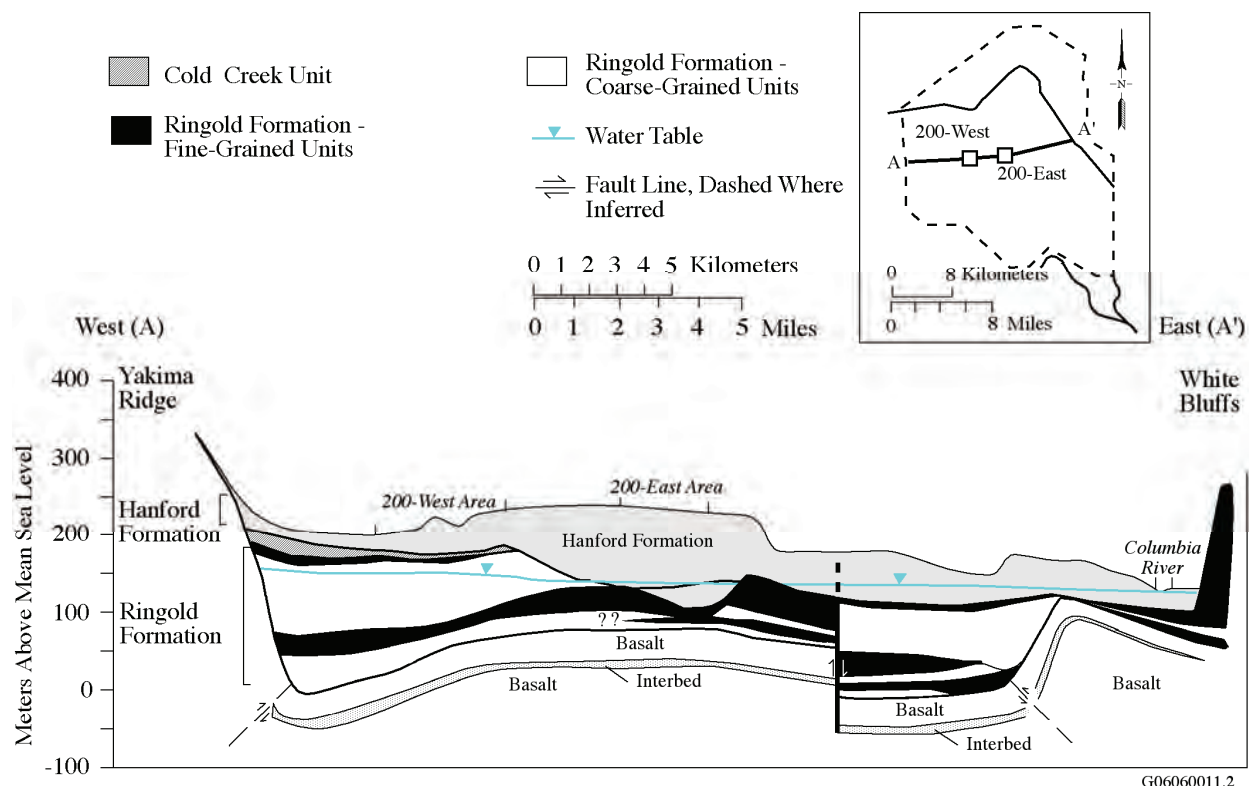 Cold Creek Unit
Ringold Formation -
Fine-Grained Units
Ringold Formation -
Coarse-Grained Units
Water Table
Fault Line, Dashed Where
Inferred
0 1 2 3 4 5 Kilometers
0 1 2 3 4 5 Miles
-N-
200-West
A'
A
200-East
0 8 Kilometers
0 8 Miles
West (A)
East (A')
Meters Above Mean Sea Level
400
300
200
100
0
-100
Yakima
Ridge
White
Bluffs
Hanford
Formation
Ringold
Formation
200-West Area
200-East Area
Hanford Formation
Columbia
River
? ?
Basalt
Basalt
Interbed
Basalt
Interbed
Basalt
G06060011.2